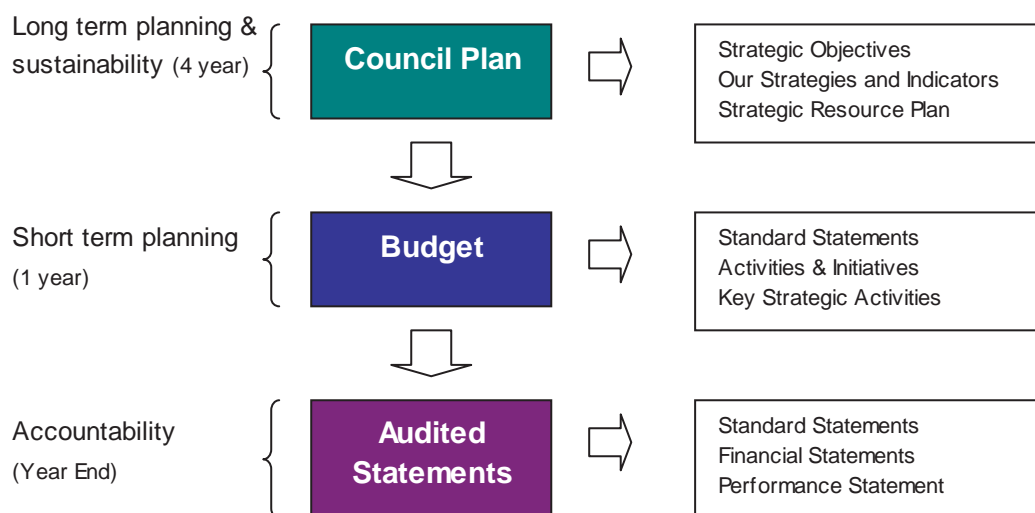 Long term planning &
sustainability (4 year)
Council Plan
Strategic Objectives
Our Strategies and Indicators
Strategic Resource Plan
Short term planning
(1 year)
Budget
Standard Statements
Activities & Initiatives
Key Strategic Activities
Accountability
(Year End)
Audited
Statements
Standard Statements
Financial Statements
Performance Statement